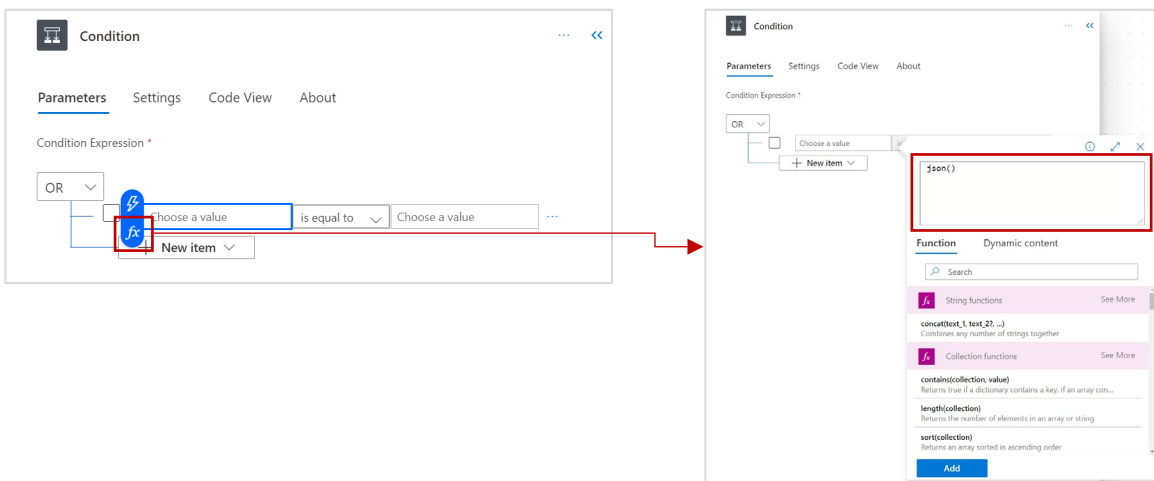 Condition
Parameters Settings Code View About
Condition Expression *
OR
Choose a value is equal to Choose a value
fx
New item
Condition
Parameters Settings Code View About
Condition Expression *
OR
Choose a value
New item
json()
Function Dynamic content
Search
fx String functions See More
concat(text_1, text_2?, ...)
Combines any number of strings together
fx Collection functions See More
contains(collection, value)
Returns true if a dictionary contains a key, if an array con...
length(collection)
Returns the number of elements in an array or string
sort(collection)
Returns an array sorted in ascending order
Add